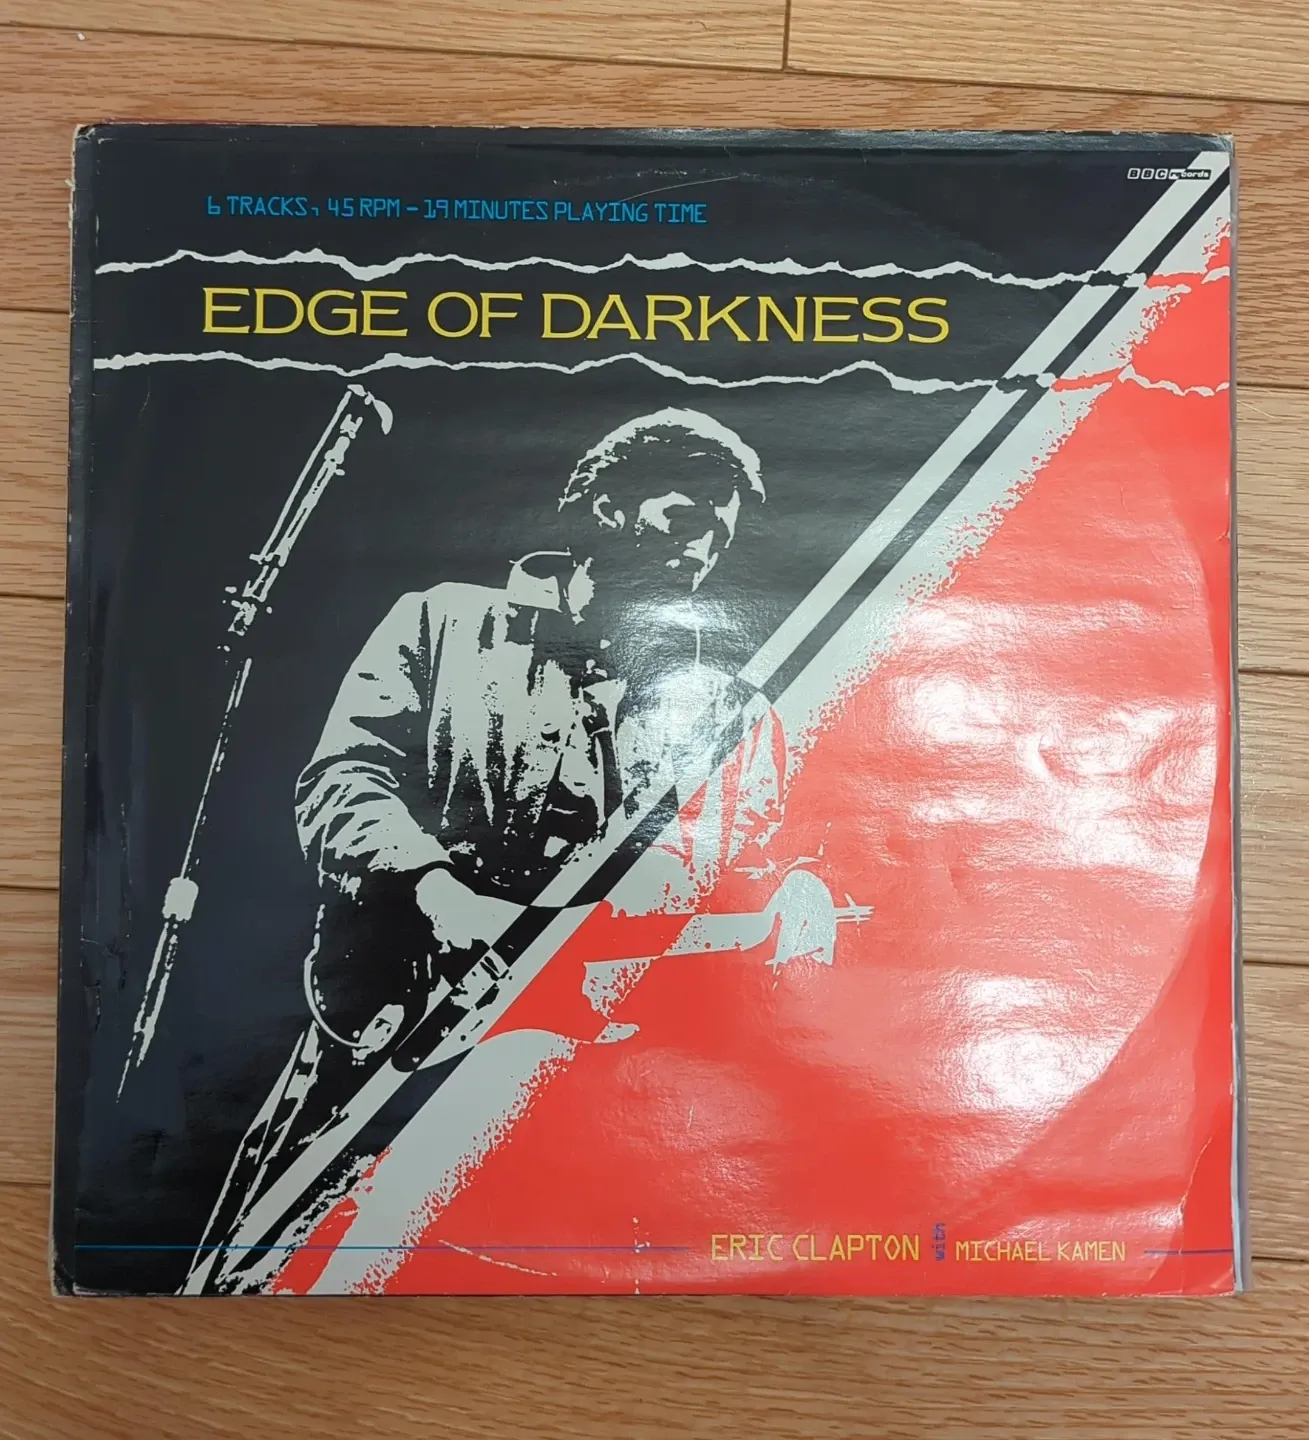 BBC records
6 TRACKS, 45 RPM - 19 MINUTES PLAYING TIME
EDGE OF DARKNESS
ERIC CLAPTON with MICHAEL KAMEN